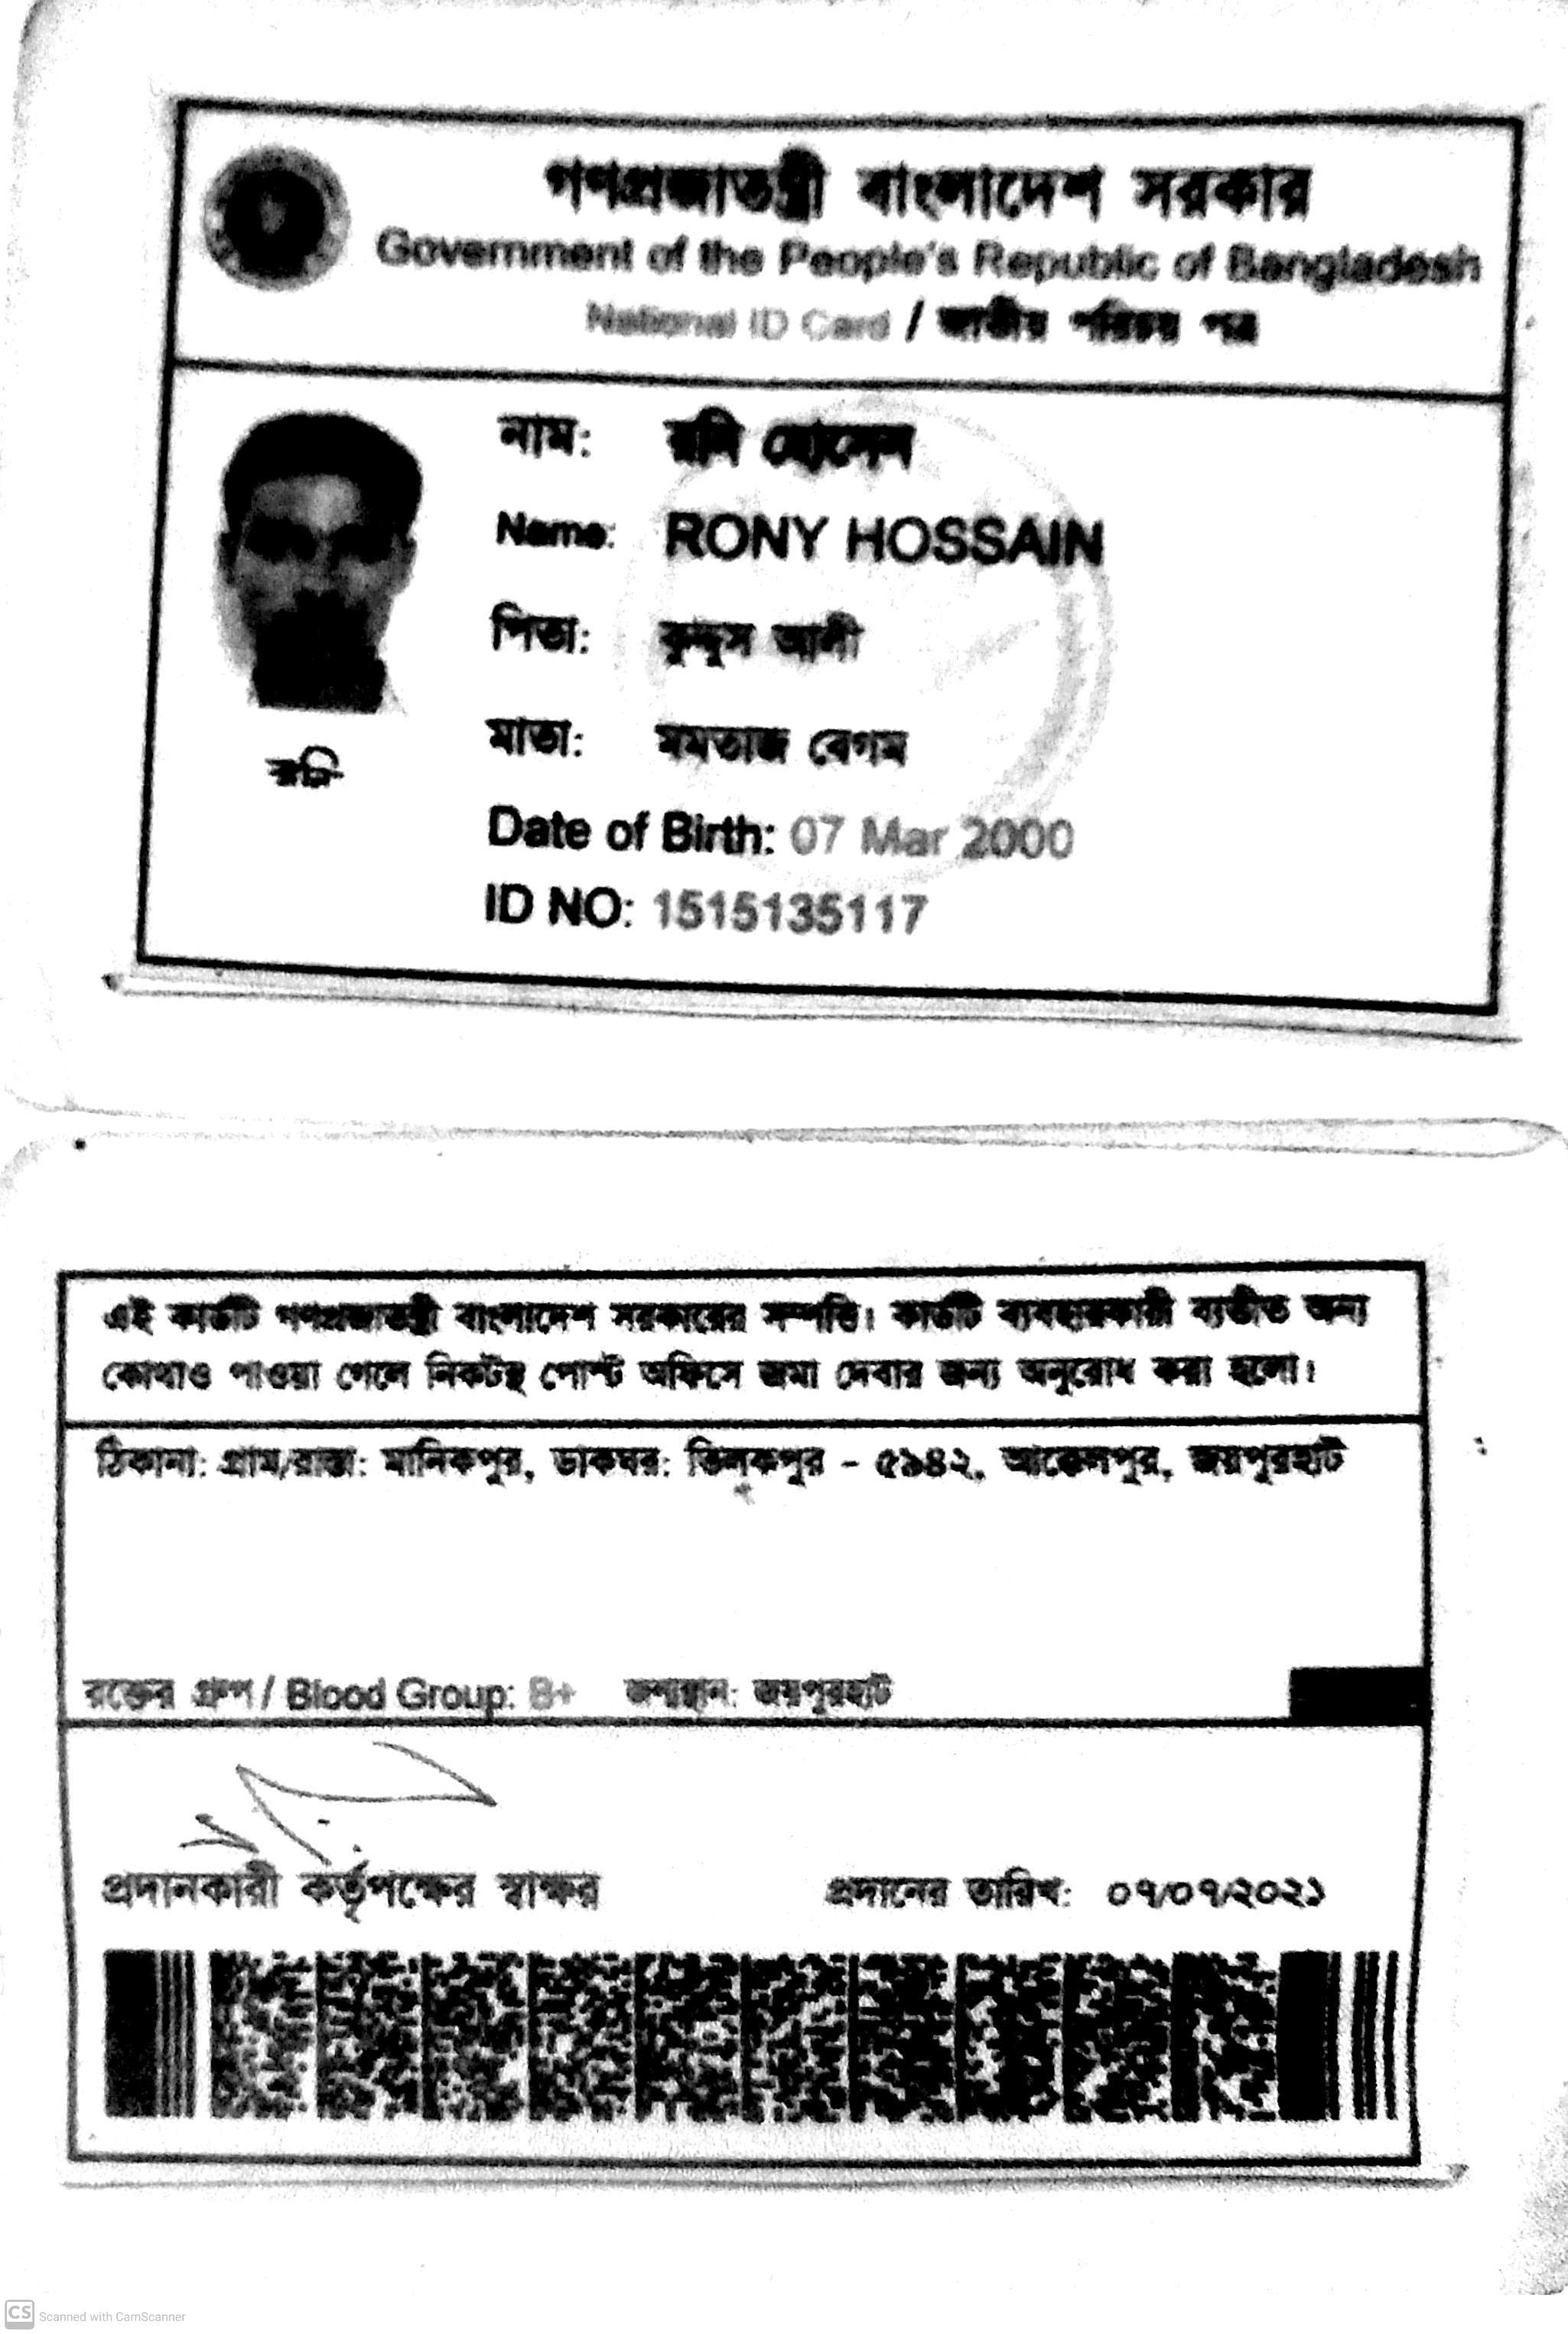 গণপ্রজাতন্ত্রী বাংলাদেশ সরকার
Government of the People's Republic of Bangladesh
National ID Card / জাতীয় পরিচয় পত্র
নাম: রনি হোসেন
Name: RONY HOSSAIN
পিতা: কুদ্দুস আলী
মাতা: মমতাজ বেগম
রনি
Date of Birth: 07 Mar 2000
ID NO: 1515135117
এই কার্ডটি গণপ্রজাতন্ত্রী বাংলাদেশ সরকারের সম্পত্তি। কার্ডটি ব্যবহারকারী ব্যতীত অন্য
কোথাও পাওয়া গেলে নিকটস্থ পোস্ট অফিসে জমা দেবার জন্য অনুরোধ করা হলো।
ঠিকানা: গ্রাম/রাস্তা: মানিকপুর, ডাকঘর: তিলকপুর - ৫৯৪২, আক্কেলপুর, জয়পুরহাট
রক্তের গ্রুপ / Blood Group: B+ জন্মস্থান: জয়পুরহাট
প্রদানকারী কর্তৃপক্ষের স্বাক্ষর প্রদানের তারিখ: ০৭/০৭/২০২১
CS Scanned with CamScanner